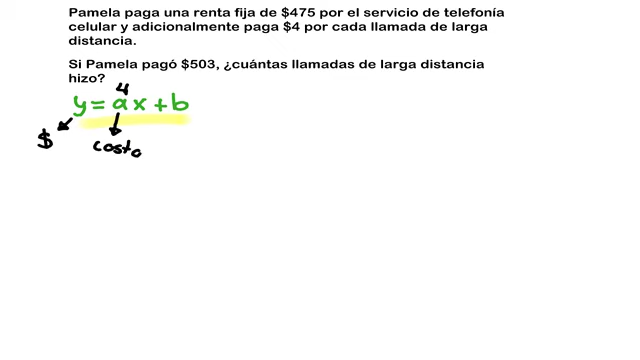 Pamela paga una renta fija de $475 por el servicio de telefonía
celular y adicionalmente paga $4 por cada llamada de larga
distancia.
Si Pamela pagó $503, ¿cuántas llamadas de larga distancia
hizo?
4
y = ax + b
$
costo